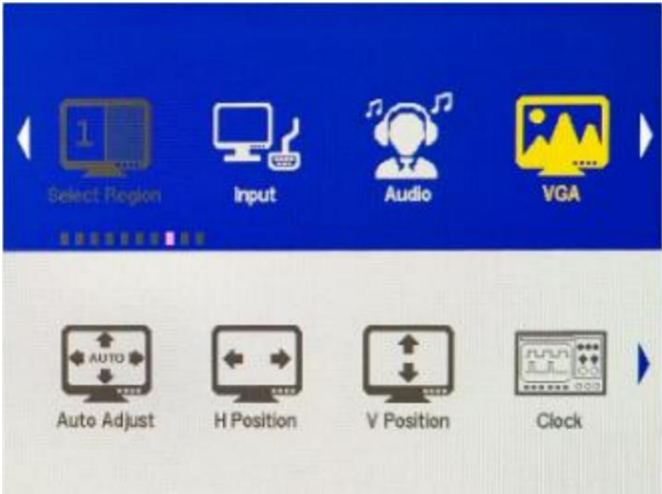 1
Select Region
Input
Audio
VGA
AUTO
Auto Adjust
H Position
V Position
Clock